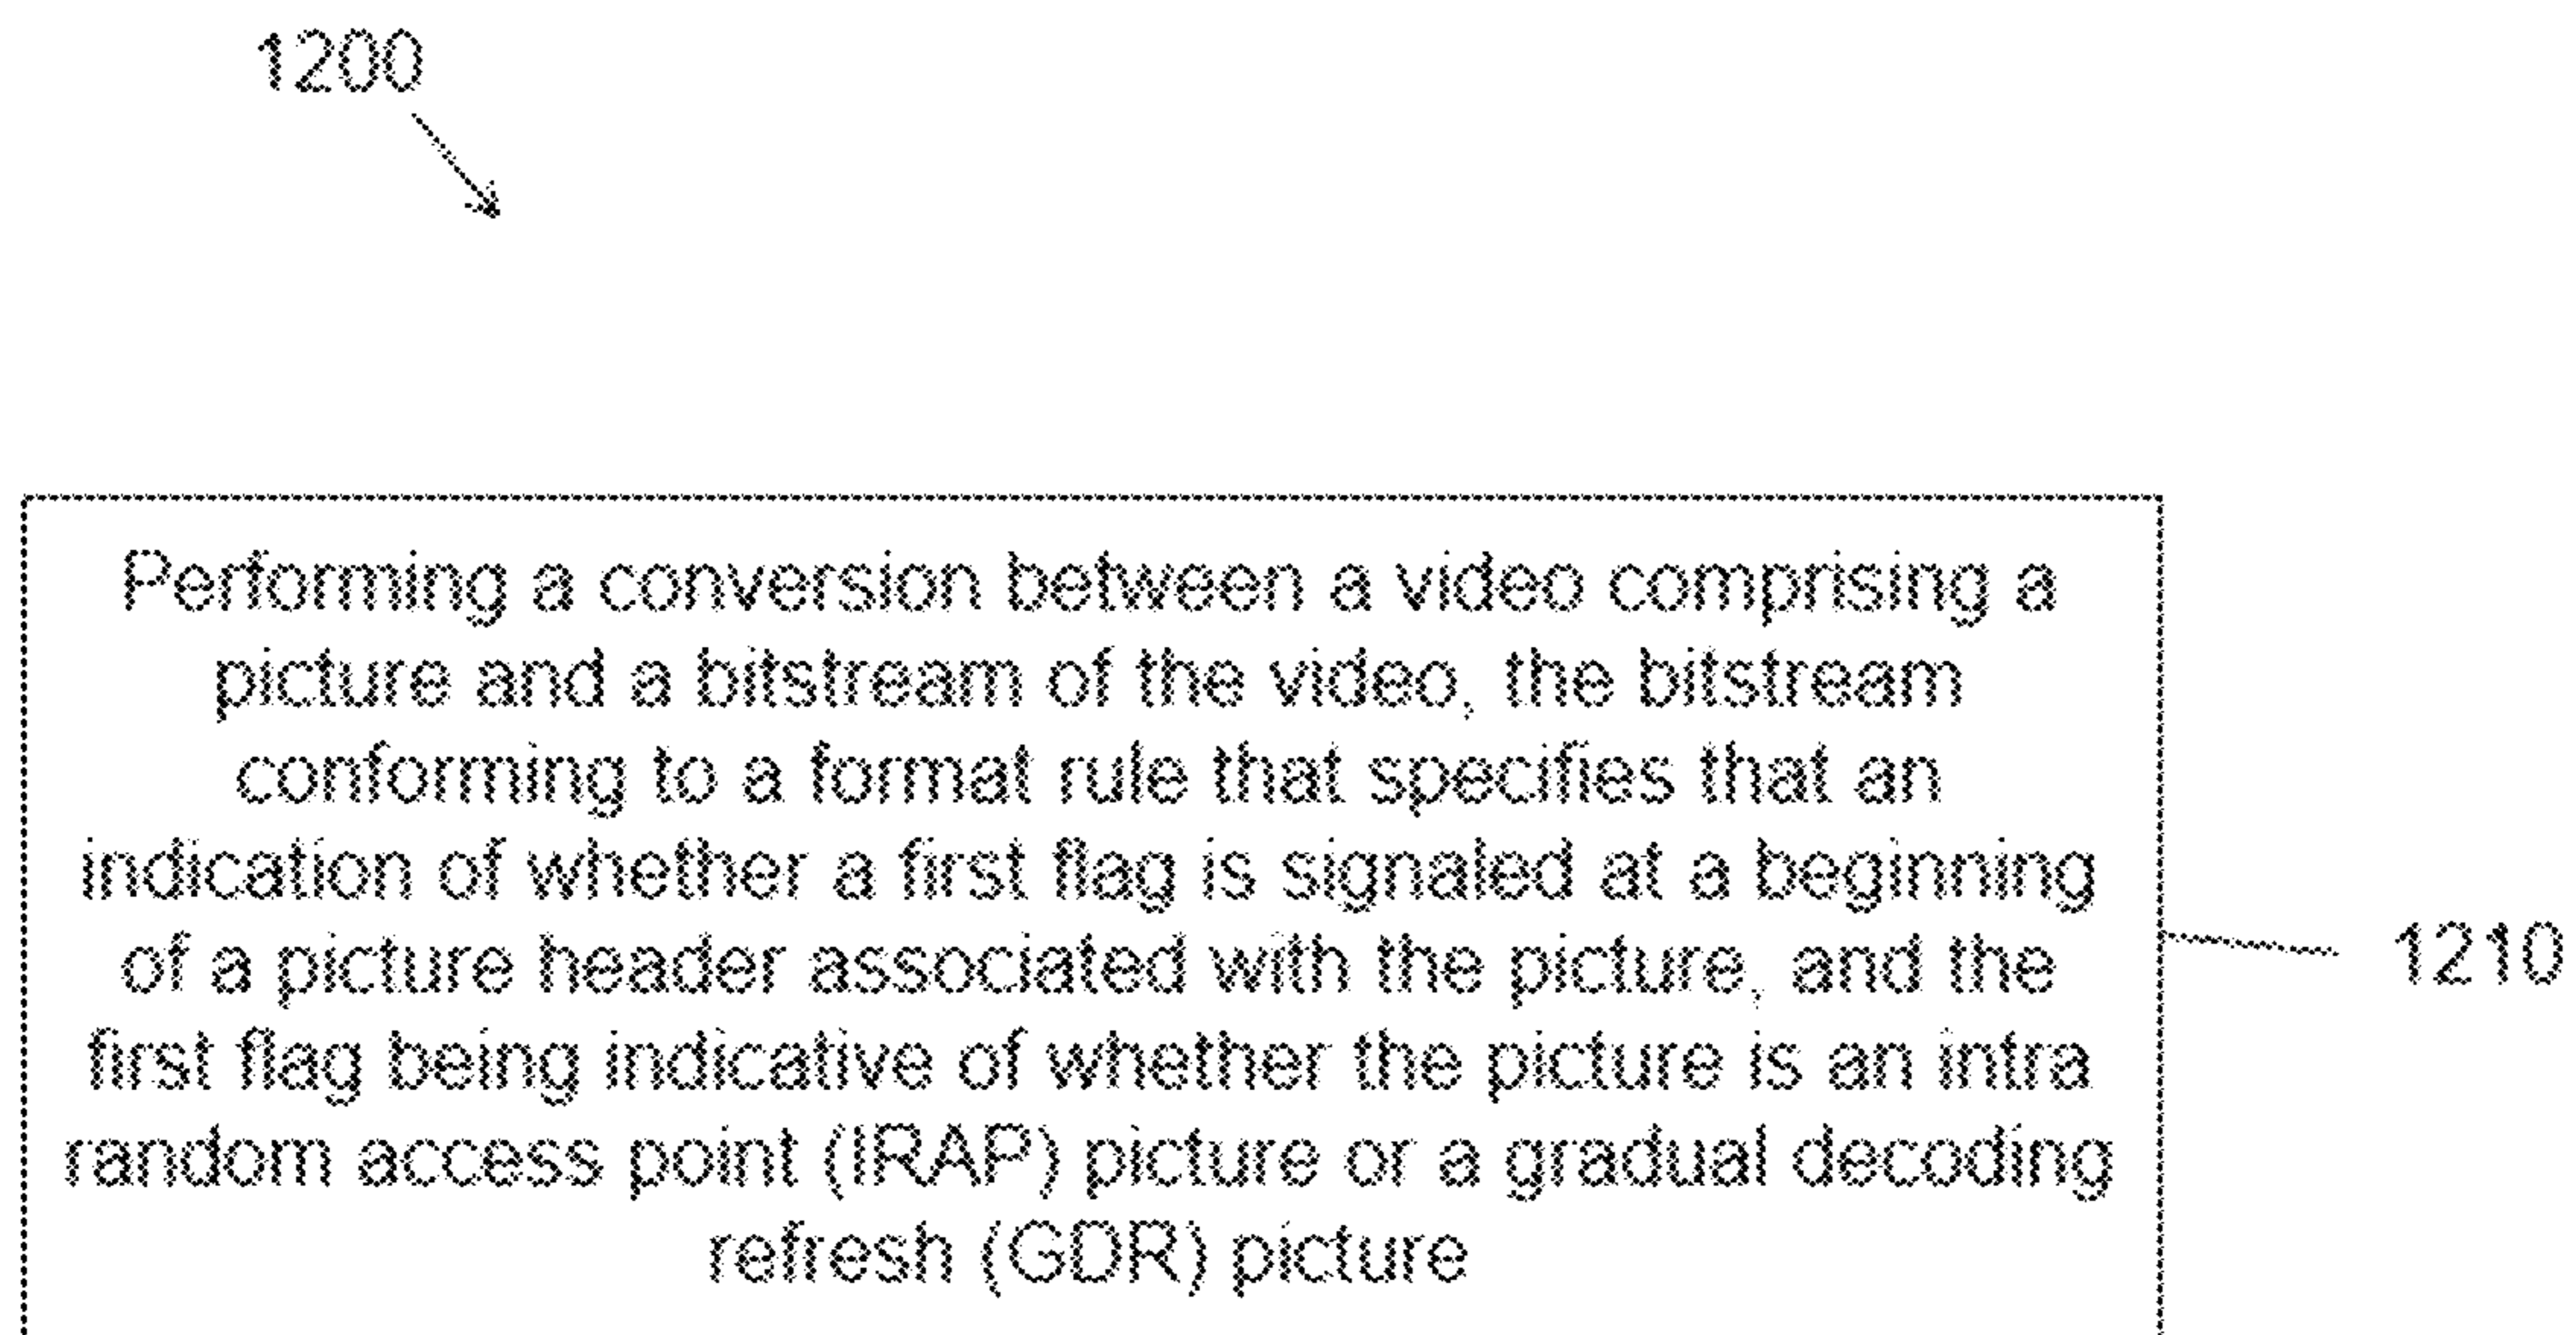 1200
Performing a conversion between a video comprising a
picture and a bitstream of the video, the bitstream
conforming to a format rule that specifies that an
indication of whether a first flag is signaled at a beginning
of a picture header associated with the picture, and the
first flag being indicative of whether the picture is an intra
random access point (IRAP) picture or a gradual decoding
refresh (GDR) picture
1210